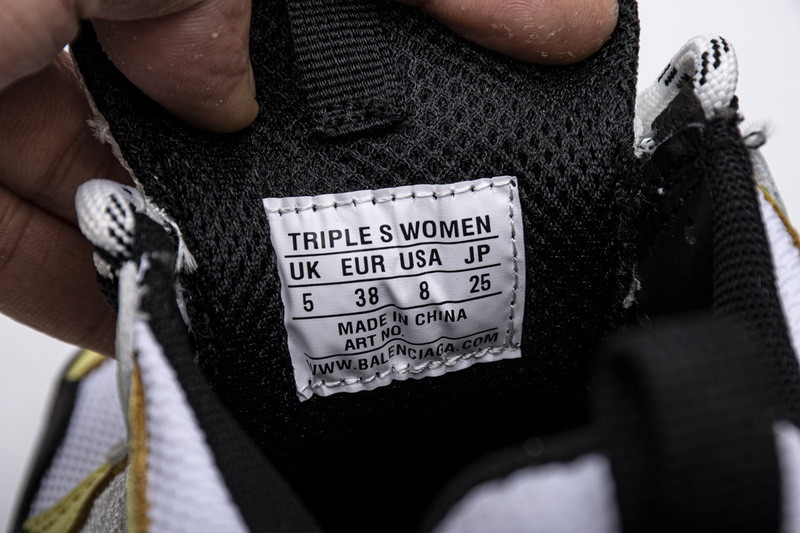 TRIPLE S WOMEN
UK EUR USA JP
5 38 8 25
MADE IN CHINA
ART NO.
WWW.BALENCIAGA.COM